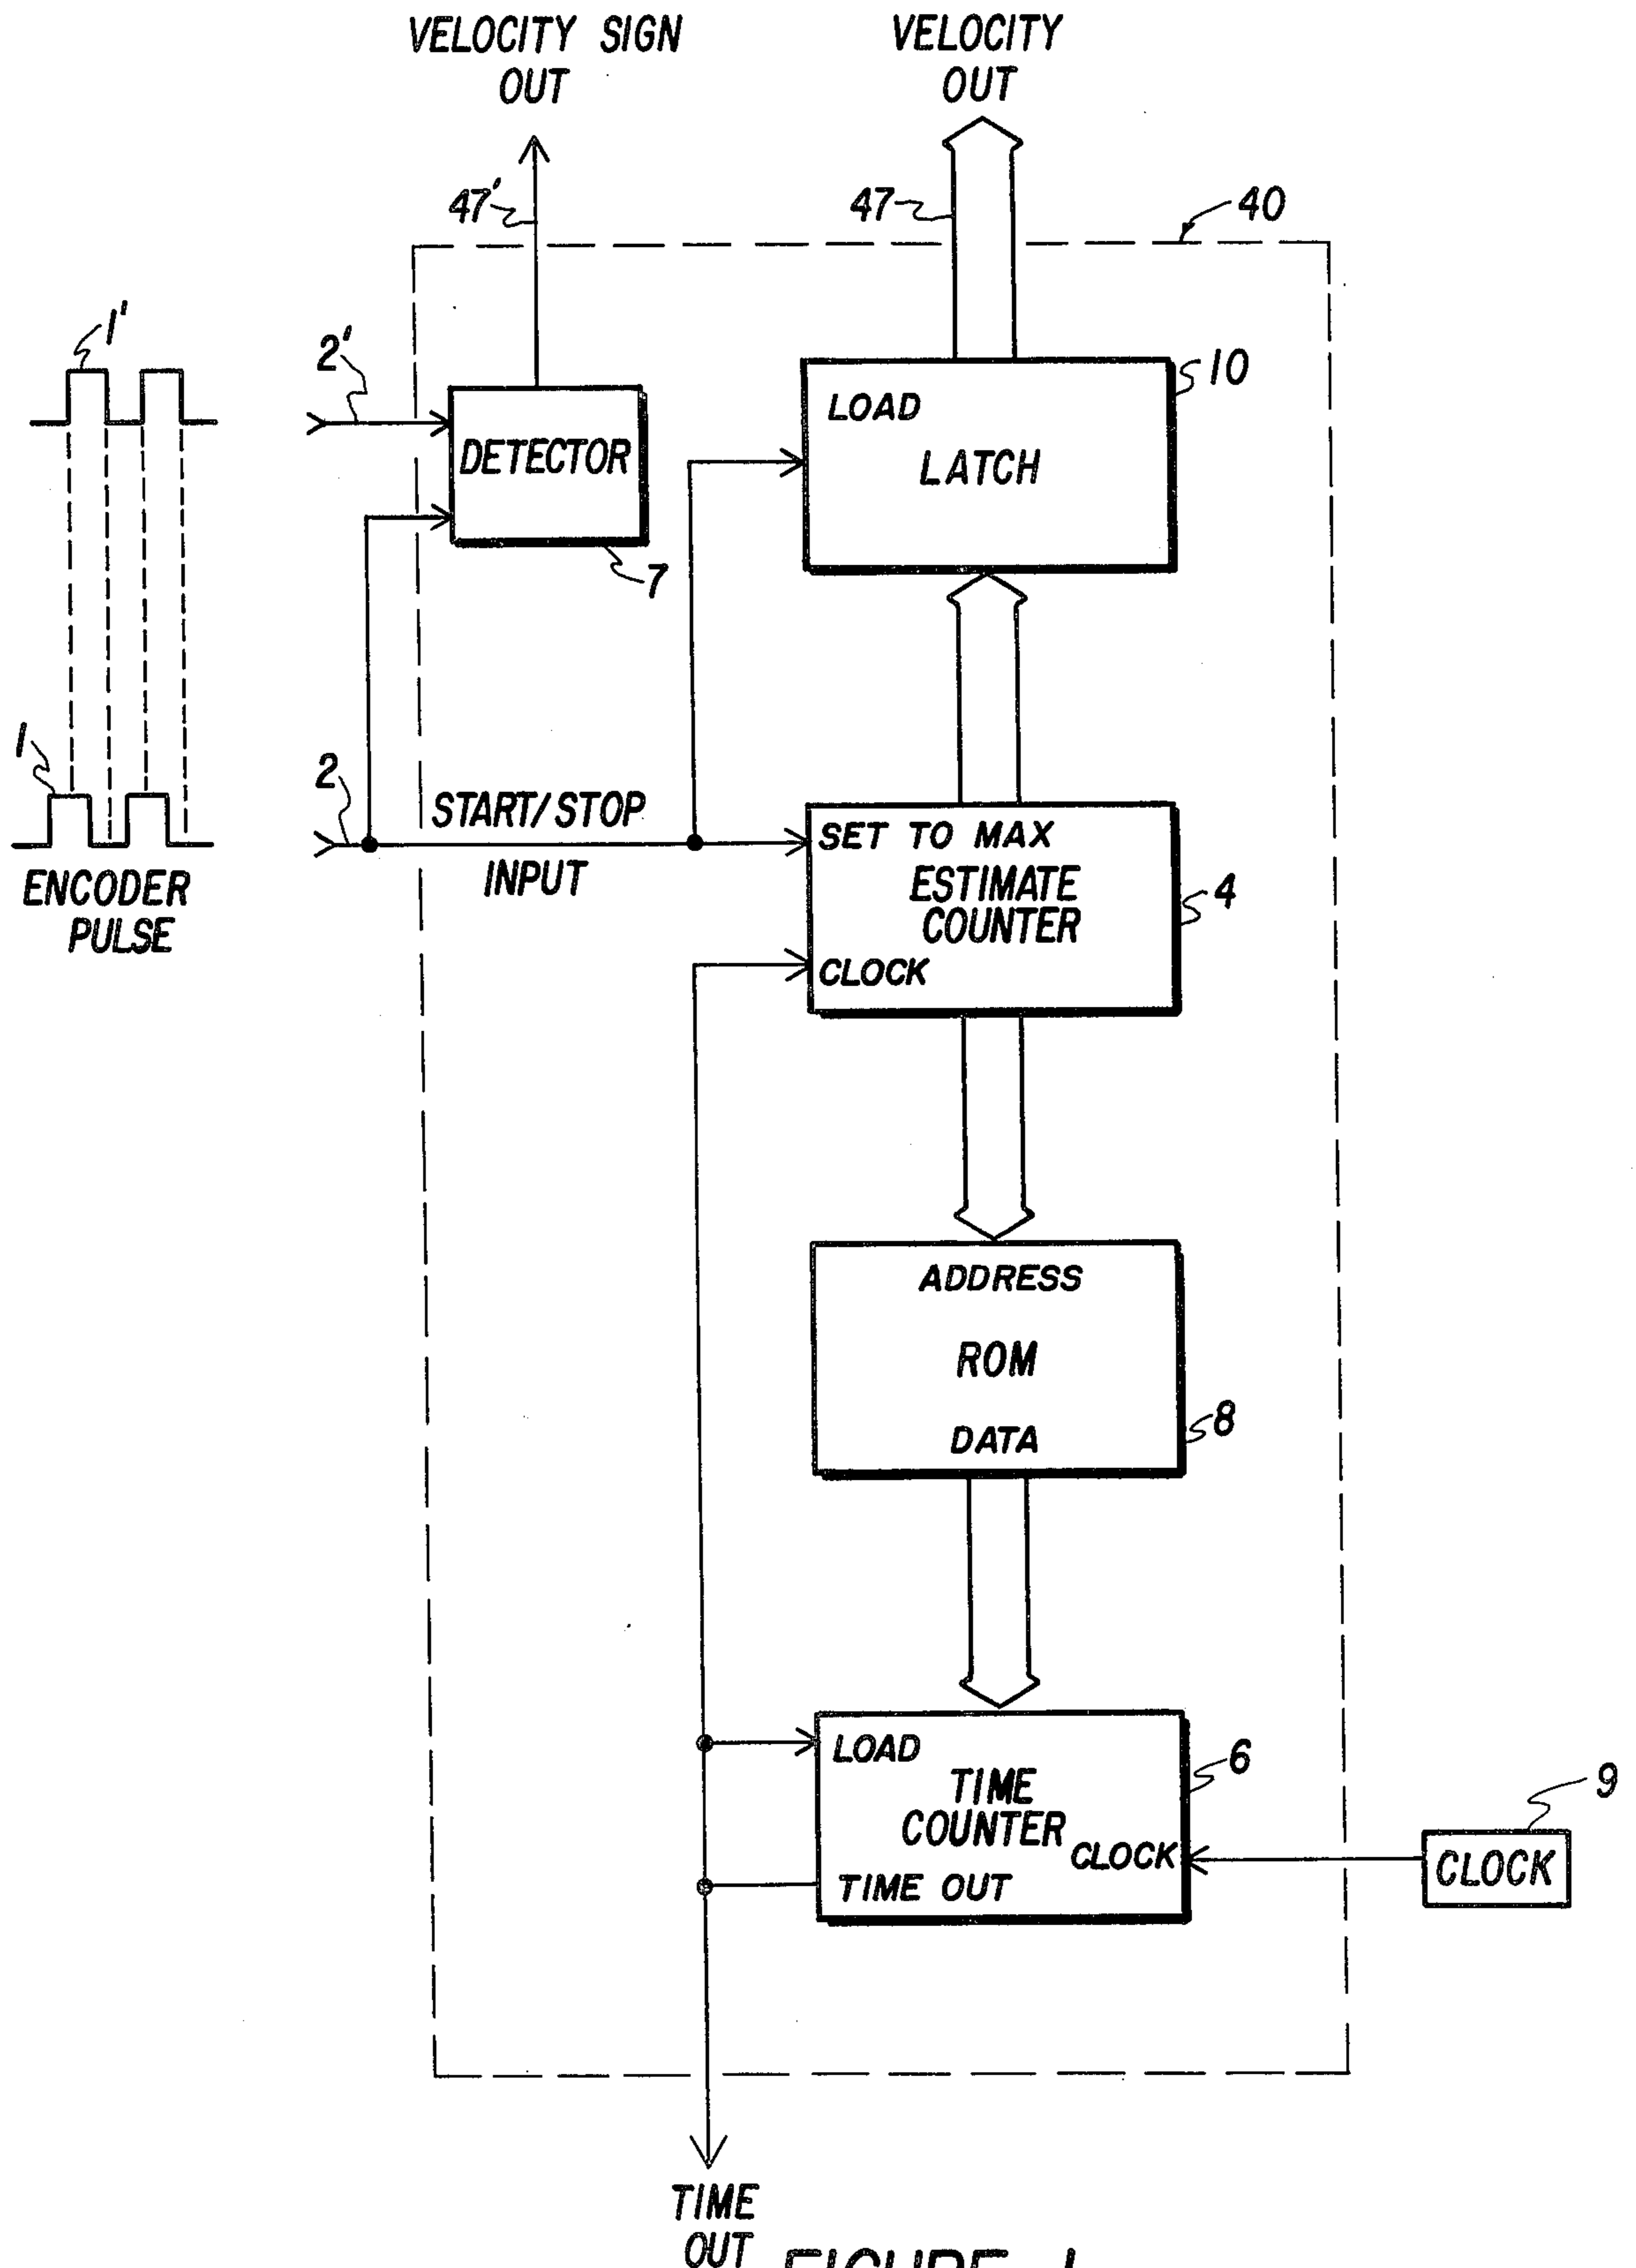 VELOCITY SIGN
OUT
VELOCITY
OUT
47'
47
40
1'
2'
LOAD
LATCH
10
DETECTOR
7
1
2
START/STOP
INPUT
ENCODER
PULSE
SET TO MAX
ESTIMATE
COUNTER
CLOCK
4
ADDRESS
ROM
DATA
8
LOAD
TIME
COUNTER
CLOCK
TIME OUT
6
9
CLOCK
TIME
OUT
FIGURE 1